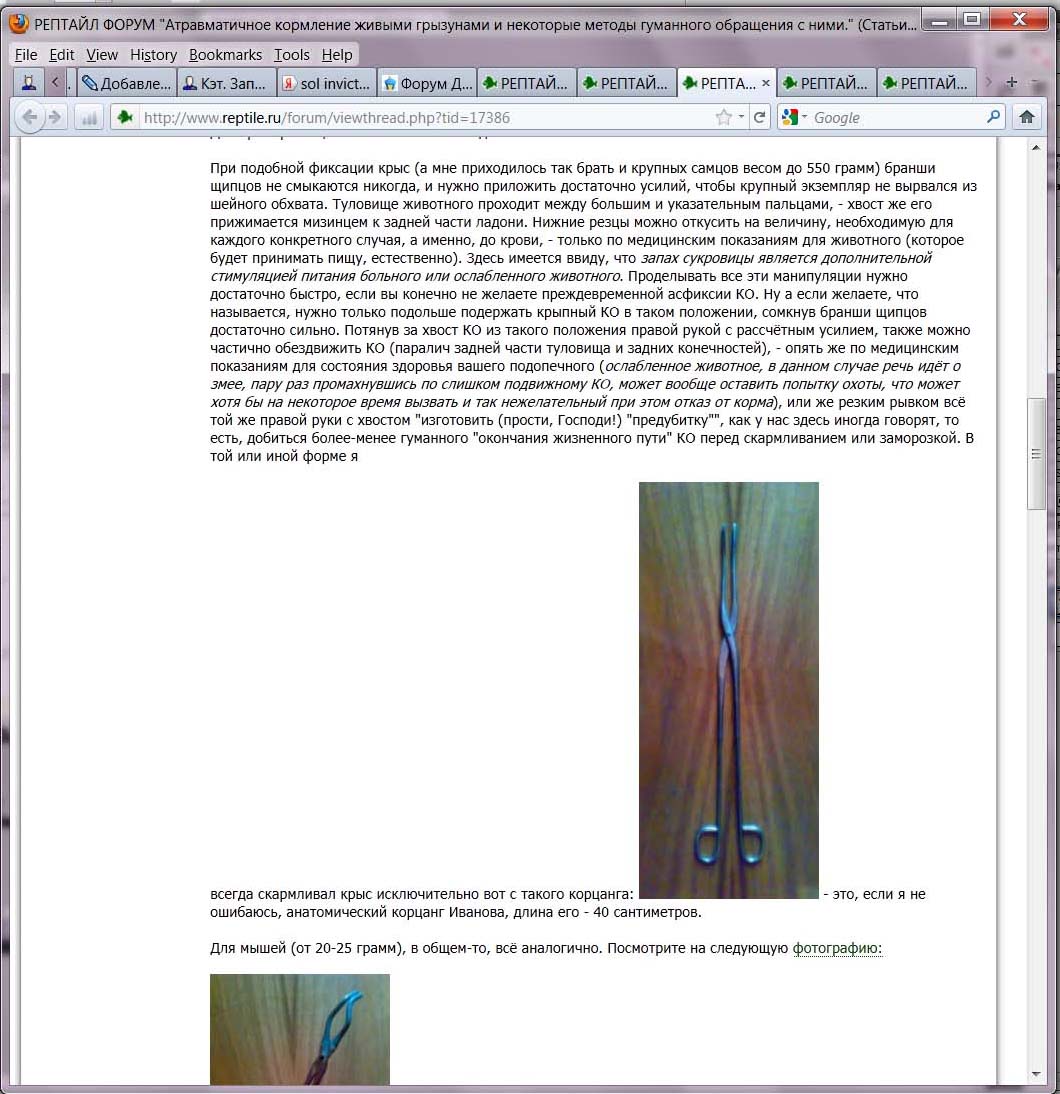 РЕПТАЙЛ ФОРУМ "Атравматичное кормление живыми грызунами и некоторые методы гуманного обращения с ними." (Статьи...
File Edit View History Bookmarks Tools Help
Добавле... Кэт. Зап... sol invict... Форум Д... РЕПТАЙ... РЕПТАЙ... РЕПТА... РЕПТАЙ... РЕПТАЙ...
http://www.reptile.ru/forum/viewthread.php?tid=17386 Google
При подобной фиксации крыс (а мне приходилось так брать и крупных самцов весом до 550 грамм) бранши
щипцов не смыкаются никогда, и нужно приложить достаточно усилий, чтобы крупный экземпляр не вырвался из
шейного обхвата. Туловище животного проходит между большим и указательным пальцами, - хвост же его
прижимается мизинцем к задней части ладони. Нижние резцы можно откусить на величину, необходимую для
каждого конкретного случая, а именно, до крови, - только по медицинским показаниям для животного (которое
будет принимать пищу, естественно). Здесь имеется ввиду, что запах сукровицы является дополнительной
стимуляцией питания больного или ослабленного животного. Проделывать все эти манипуляции нужно
достаточно быстро, если вы конечно не желаете преждевременной асфиксии КО. Ну а если желаете, что
называется, нужно только подольше подержать крыпный КО в таком положении, сомкнув бранши щипцов
достаточно сильно. Потянув за хвост КО из такого положения правой рукой с рассчётным усилием, также можно
частично обездвижить КО (паралич задней части туловища и задних конечностей), - опять же по медицинским
показаниям для состояния здоровья вашего подопечного (ослабленное животное, в данном случае речь идёт о
змее, пару раз промахнувшись по слишком подвижному КО, может вообще оставить попытку охоты, что может
хотя бы на некоторое время вызвать и так нежелательный при этом отказ от корма), или же резким рывком всё
той же правой руки с хвостом "изготовить (прости, Господи!) "предубитку"", как у нас здесь иногда говорят, то
есть, добиться более-менее гуманного "окончания жизненного пути" КО перед скармливанием или заморозкой. В
той или иной форме я
всегда скармливал крыс исключительно вот с такого корцанга: - это, если я не
ошибаюсь, анатомический корцанг Иванова, длина его - 40 сантиметров.
Для мышей (от 20-25 грамм), в общем-то, всё аналогично. Посмотрите на следующую фотографию: